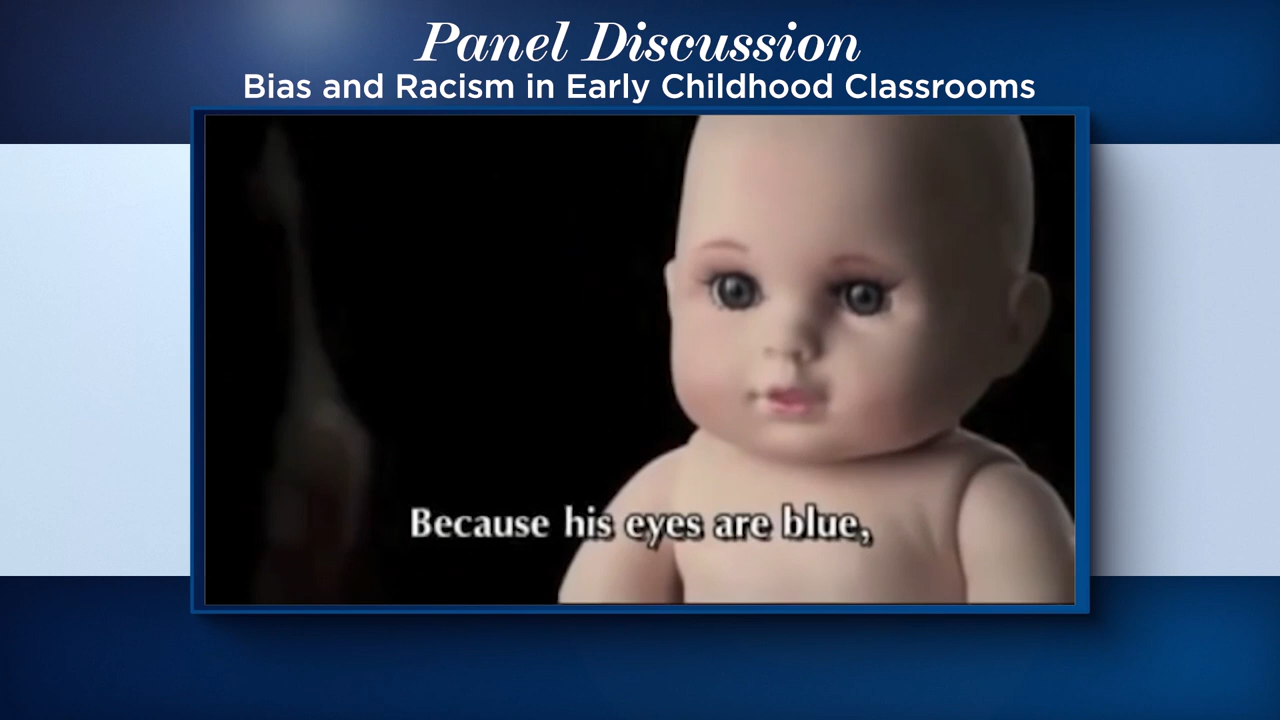 Panel Discussion
Bias and Racism in Early Childhood Classrooms
Because his eyes are blue,